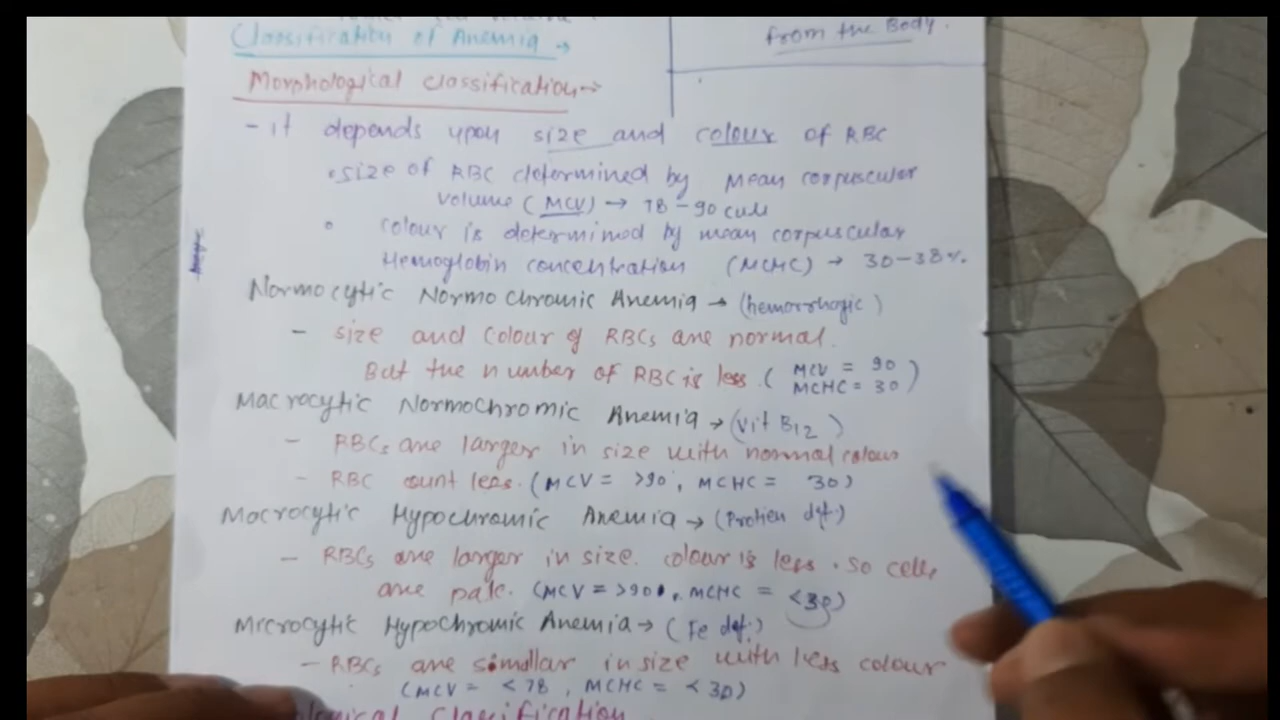 Classification of Anemia →
from the Body.
Morphological classification →
- it depends upon size and colour of RBC
• size of RBC determined by Mean corpuscular
volume (MCV) → 78 - 90 cum
• colour is determined by mean corpuscular
Hemoglobin concentration (MCHC) → 30-38%.
Normocytic Normochromic Anemia → (hemorrhagic)
- size and colour of RBCs are normal.
But the number of RBC is less. (MCV = 90
MCHC = 30)
Macrocytic Normochromic Anemia → (Vit B12)
- RBCs are larger in size with normal colour
- RBC count less. (MCV = >90, MCHC = 30)
Macrocytic Hypochromic Anemia → (Protien def.)
- RBCs are larger in size. colour is less. so cells
are pale. (MCV = >90, MCHC = <30)
Microcytic Hypochromic Anemia → (Fe def.)
- RBCs are similar in size with less colour
(MCV = <78, MCHC = <30)
Classification